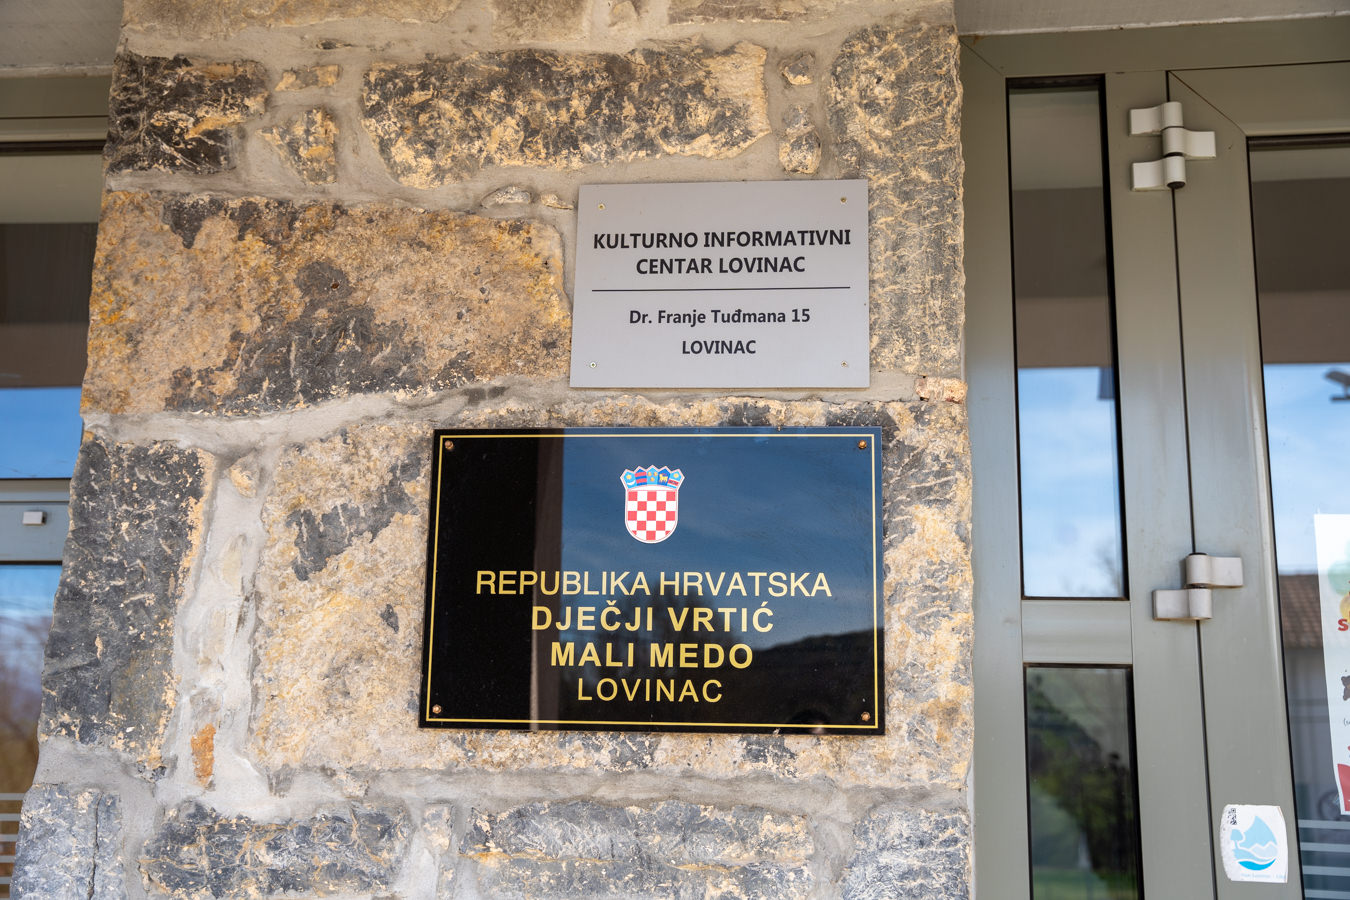 KULTURNO INFORMATIVNI
CENTAR LOVINAC
Dr. Franje Tuđmana 15
LOVINAC
REPUBLIKA HRVATSKA
DJEČJI VRTIĆ
MALI MEDO
LOVINAC